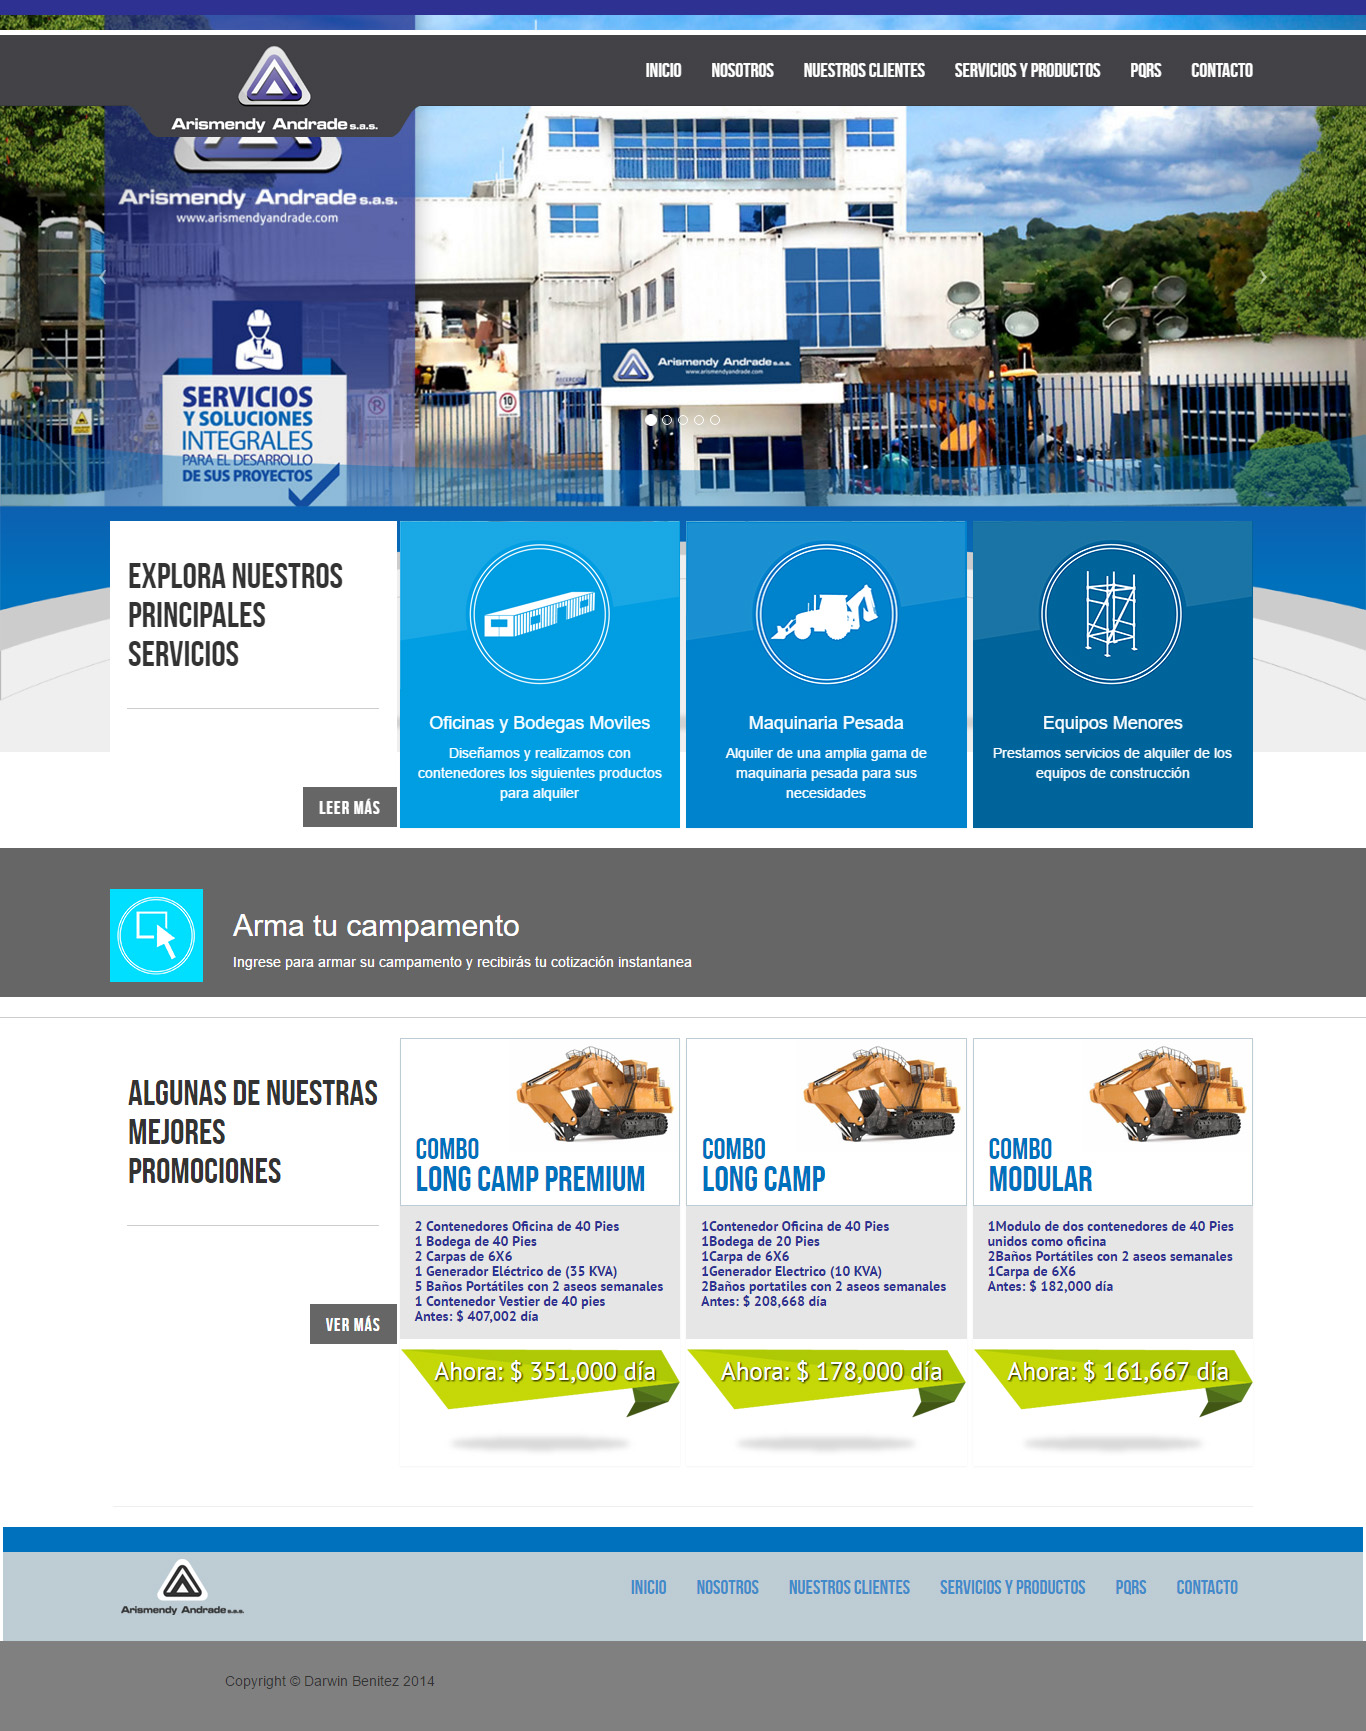 INICIO NOSOTROS NUESTROS CLIENTES SERVICIOS Y PRODUCTOS PQRS CONTACTO
Arismendy Andrade s.a.s.
Arismendy Andrade s.a.s.
www.arismendyandrade.com
SERVICIOS
Y SOLUCIONES
INTEGRALES
PARA EL DESARROLLO
DE SUS PROYECTOS
10
Arismendy Andrade s.a.s.
www.arismendyandrade.com
EXPLORA NUESTROS
PRINCIPALES
SERVICIOS
LEER MÁS
Oficinas y Bodegas Moviles
Diseñamos y realizamos con
contenedores los siguientes productos
para alquiler
Maquinaria Pesada
Alquiler de una amplia gama de
maquinaria pesada para sus
necesidades
Equipos Menores
Prestamos servicios de alquiler de los
equipos de construcción
Arma tu campamento
Ingrese para armar su campamento y recibirás tu cotización instantanea
ALGUNAS DE NUESTRAS
MEJORES
PROMOCIONES
VER MÁS
COMBO
LONG CAMP PREMIUM
2 Contenedores Oficina de 40 Pies
1 Bodega de 40 Pies
2 Carpas de 6X6
1 Generador Eléctrico de (35 KVA)
5 Baños Portátiles con 2 aseos semanales
1 Contenedor Vestier de 40 pies
Antes: $ 407,002 día
Ahora: $ 351,000 día
COMBO
LONG CAMP
1Contenedor Oficina de 40 Pies
1Bodega de 20 Pies
1Carpa de 6X6
1Generador Electrico (10 KVA)
2Baños portatiles con 2 aseos semanales
Antes: $ 208,668 día
Ahora: $ 178,000 día
COMBO
MODULAR
1Modulo de dos contenedores de 40 Pies
unidos como oficina
2Baños Portátiles con 2 aseos semanales
1Carpa de 6X6
Antes: $ 182,000 día
Ahora: $ 161,667 día
Arismendy Andrade s.a.s.
INICIO NOSOTROS NUESTROS CLIENTES SERVICIOS Y PRODUCTOS PQRS CONTACTO
Copyright © Darwin Benitez 2014